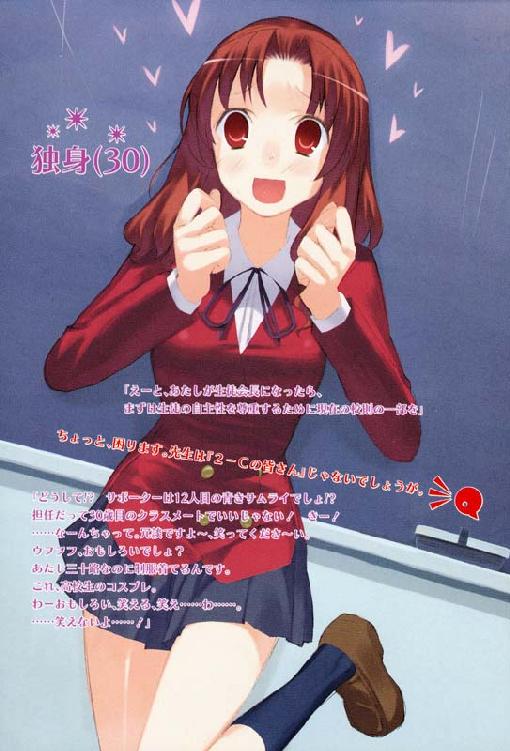 独身(30)
「えーと、あたしが生徒会長になったら、
まずは生徒の自主性を尊重するために現在の校則の一部を」
ちょっと、困ります。先生は『2－Cの皆さん』じゃないでしょうが。
「どうして!? サポーターは12人目の青きサムライでしょ!?
担任だって30歳目のクラスメートでいいじゃない! きー!
……なーんちゃって。冗談ですよ〜、笑ってくださ〜い。
ウフフフ、おもしろいでしょ?
あたし三十路なのに制服着てるんです。
これ、高校生のコスプレ。
わーおもしろい、笑える、笑え……わ……。
……笑えないよ……!」